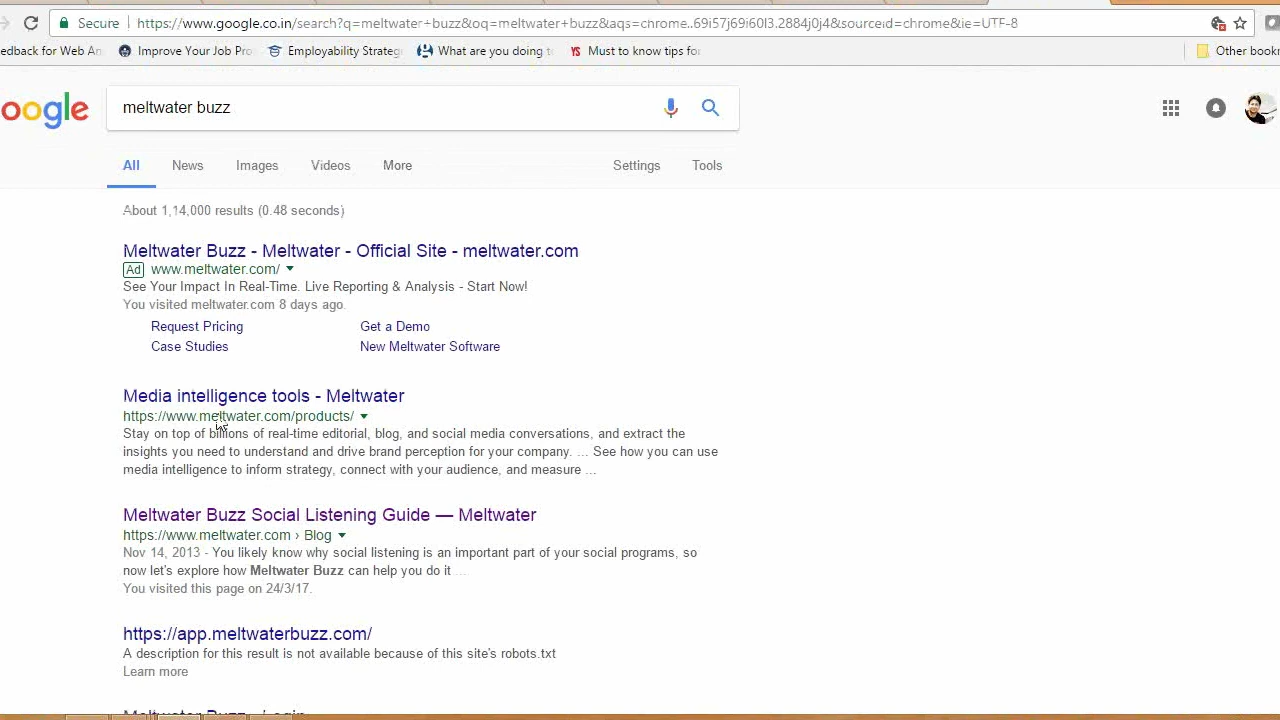 Secure https://www.google.co.in/search?q=meltwater+buzz&oq=meltwater+buzz&aqs=chrome..69i57j69i60l3.2884j0j4&sourceid=chrome&ie=UTF-8
edback for Web An Improve Your Job Pro Employability Strateg What are you doing t YS Must to know tips for Other book
oogle meltwater buzz
All News Images Videos More Settings Tools
About 1,14,000 results (0.48 seconds)
Meltwater Buzz - Meltwater - Official Site - meltwater.com
Ad www.meltwater.com/
See Your Impact In Real-Time. Live Reporting & Analysis - Start Now!
You visited meltwater.com 8 days ago.
Request Pricing Get a Demo
Case Studies New Meltwater Software
Media intelligence tools - Meltwater
https://www.meltwater.com/products/
Stay on top of billions of real-time editorial, blog, and social media conversations, and extract the
insights you need to understand and drive brand perception for your company. ... See how you can use
media intelligence to inform strategy, connect with your audience, and measure ...
Meltwater Buzz Social Listening Guide — Meltwater
https://www.meltwater.com › Blog
Nov 14, 2013 - You likely know why social listening is an important part of your social programs, so
now let's explore how Meltwater Buzz can help you do it ...
You visited this page on 24/3/17.
https://app.meltwaterbuzz.com/
A description for this result is not available because of this site's robots.txt
Learn more